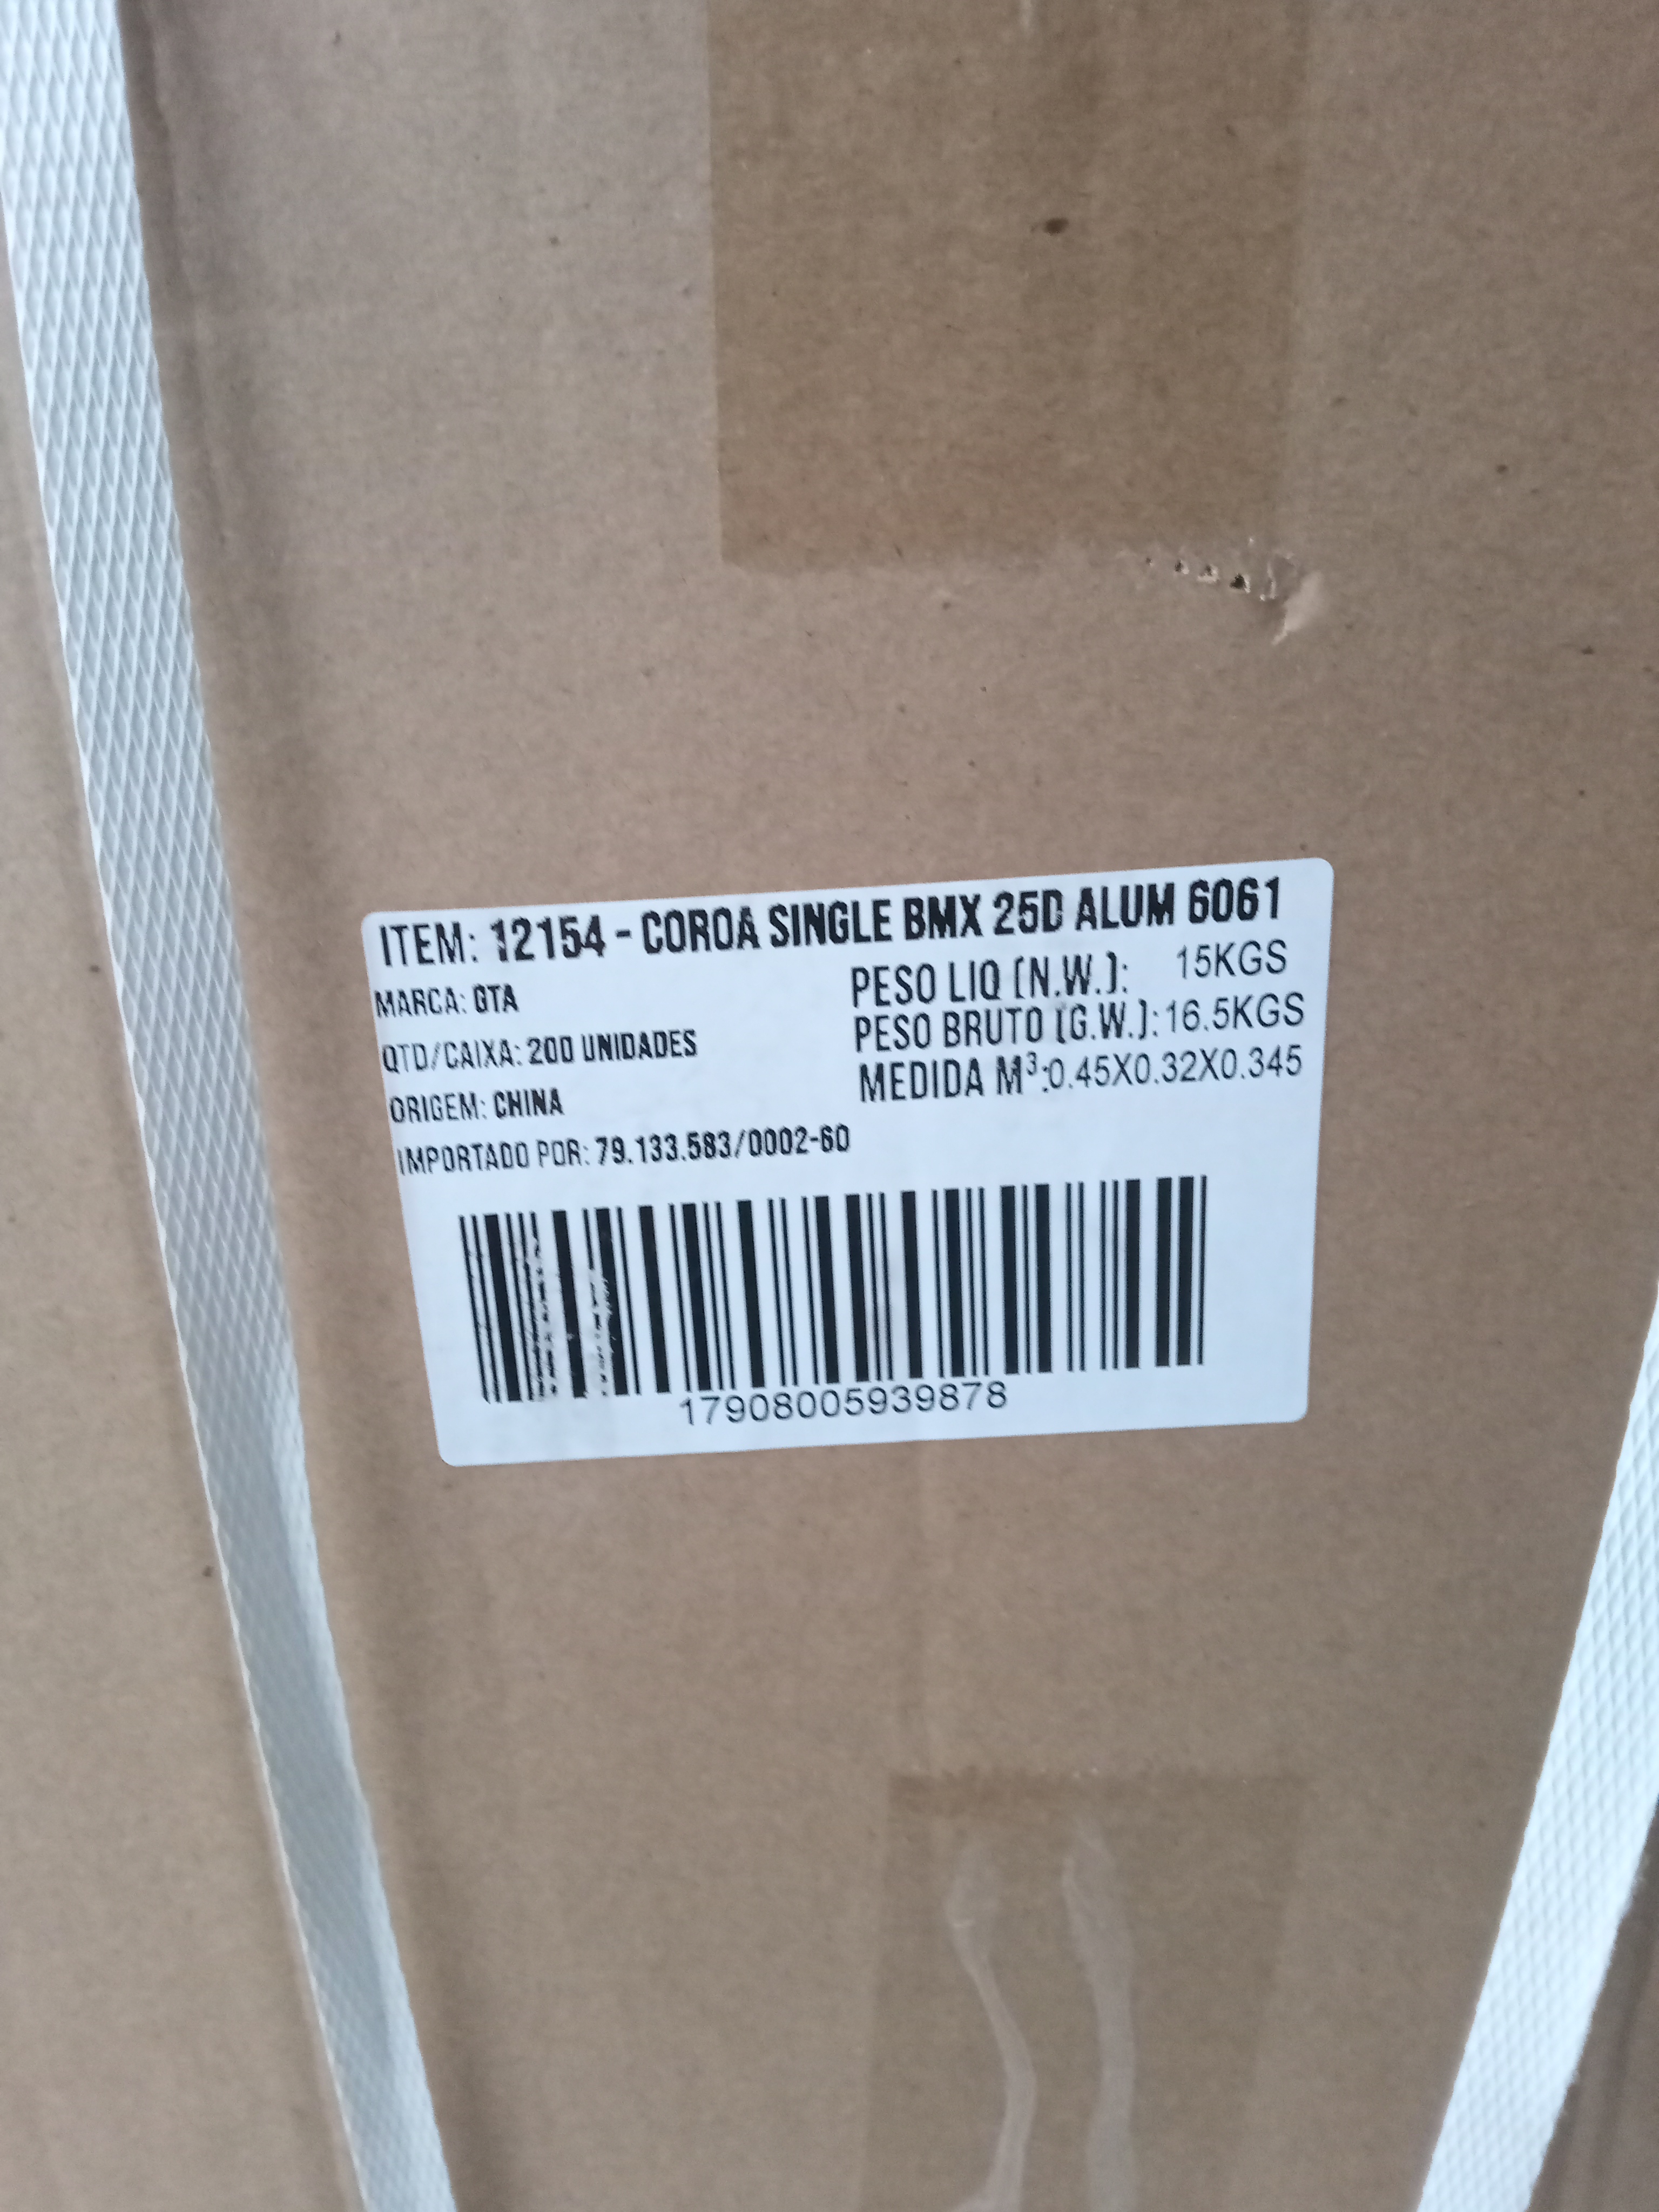 ITEM: 12154 - COROA SINGLE BMX 25D ALUM 6061
MARCA: GTA
QTD/CAIXA: 200 UNIDADES
ORIGEM: CHINA
IMPORTADO POR: 79.133.583/0002-60
PESO LIQ (N.W.): 15KGS
PESO BRUTO (G.W.): 16.5KGS
MEDIDA M³:0.45X0.32X0.345
17908005939878